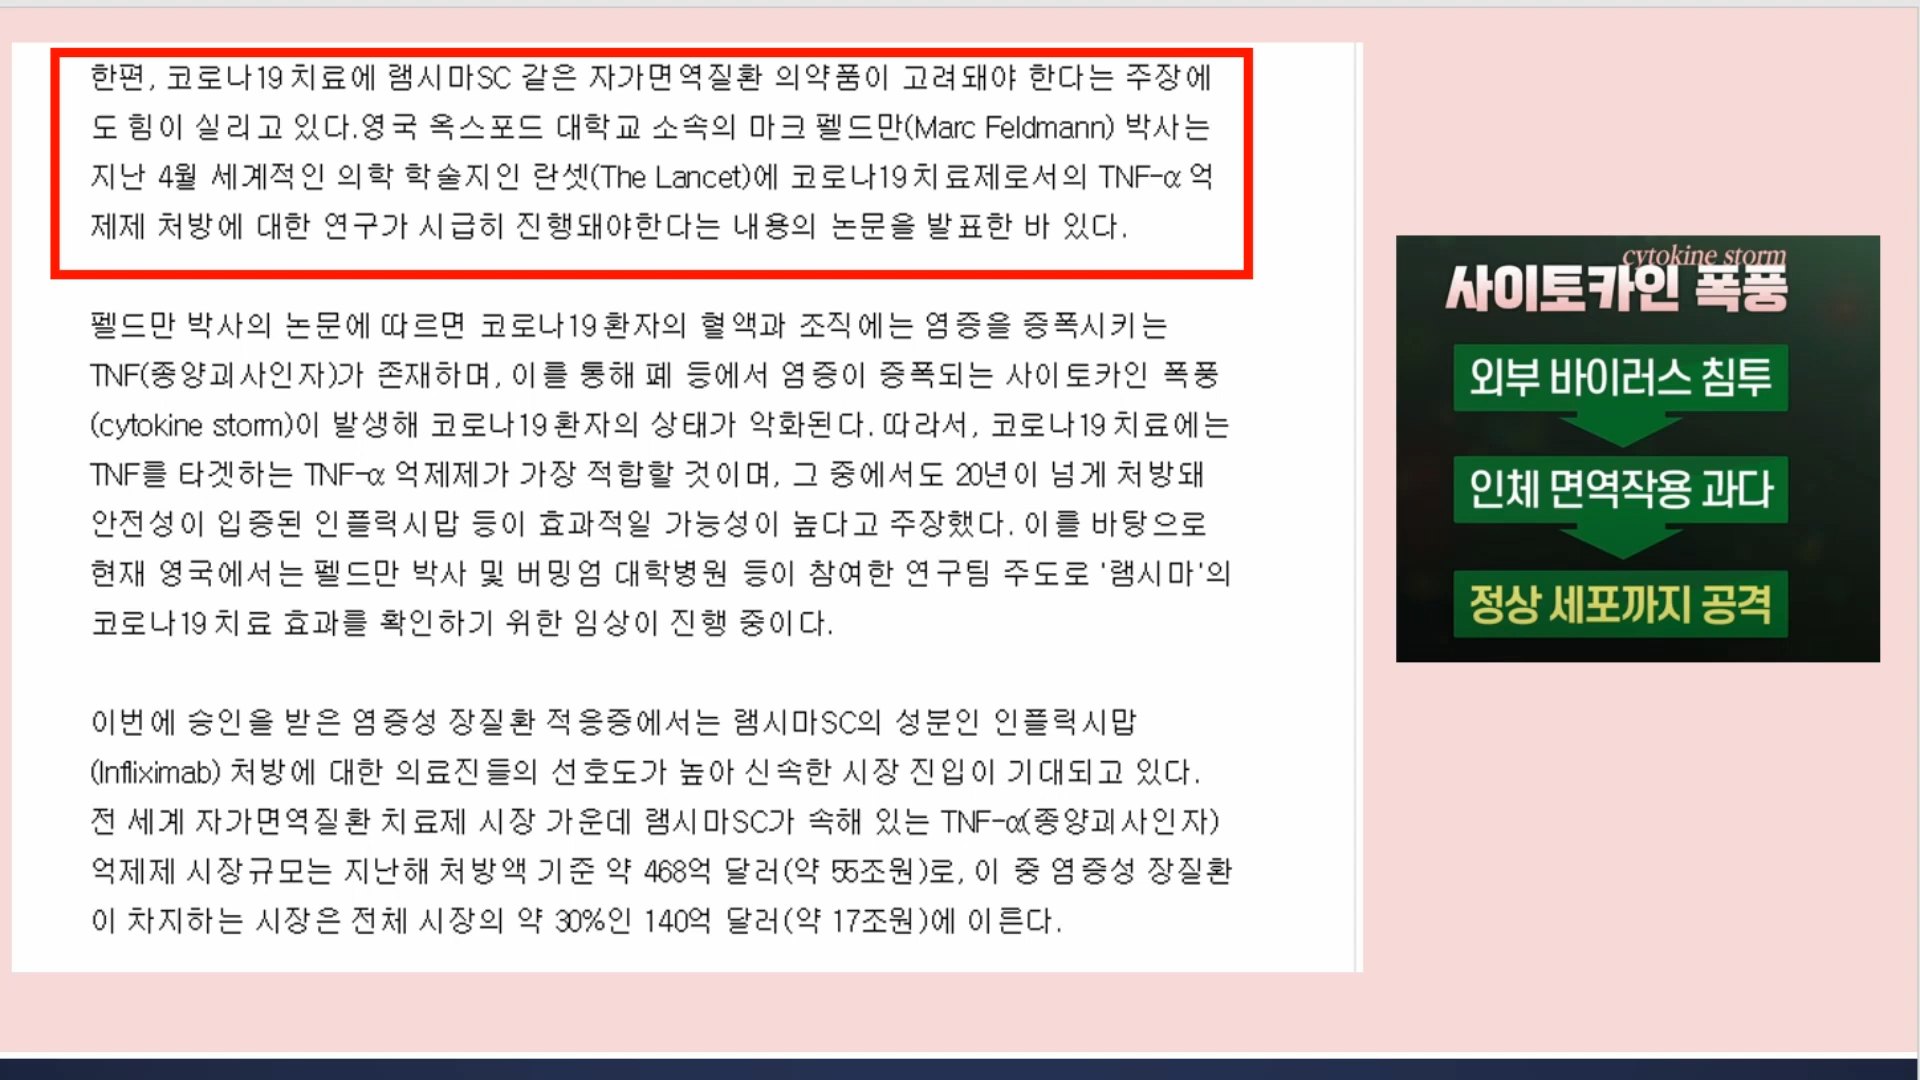 한편, 코로나19 치료에 램시마SC 같은 자가면역질환 의약품이 고려돼야 한다는 주장에
도 힘이 실리고 있다.영국 옥스포드 대학교 소속의 마크 펠드만(Marc Feldmann) 박사는
지난 4월 세계적인 의학 학술지인 란셋(The Lancet)에 코로나19 치료제로서의 TNF-α 억
제제 처방에 대한 연구가 시급히 진행돼야한다는 내용의 논문을 발표한 바 있다.
펠드만 박사의 논문에 따르면 코로나19 환자의 혈액과 조직에는 염증을 증폭시키는
TNF(종양괴사인자)가 존재하며, 이를 통해 폐 등에서 염증이 증폭되는 사이토카인 폭풍
(cytokine storm)이 발생해 코로나19 환자의 상태가 악화된다. 따라서, 코로나19 치료에는
TNF를 타겟하는 TNF-α 억제제가 가장 적합할 것이며, 그 중에서도 20년이 넘게 처방돼
안전성이 입증된 인플릭시맙 등이 효과적일 가능성이 높다고 주장했다. 이를 바탕으로
현재 영국에서는 펠드만 박사 및 버밍엄 대학병원 등이 참여한 연구팀 주도로 '램시마'의
코로나19 치료 효과를 확인하기 위한 임상이 진행 중이다.
이번에 승인을 받은 염증성 장질환 적응증에서는 램시마SC의 성분인 인플릭시맙
(Infliximab) 처방에 대한 의료진들의 선호도가 높아 신속한 시장 진입이 기대되고 있다.
전 세계 자가면역질환 치료제 시장 가운데 램시마SC가 속해 있는 TNF-α(종양괴사인자)
억제제 시장규모는 지난해 처방액 기준 약 468억 달러(약 55조원)로, 이 중 염증성 장질환
이 차지하는 시장은 전체 시장의 약 30%인 140억 달러(약 17조원)에 이른다.
cytokine storm
사이토카인 폭풍
외부 바이러스 침투
인체 면역작용 과다
정상 세포까지 공격